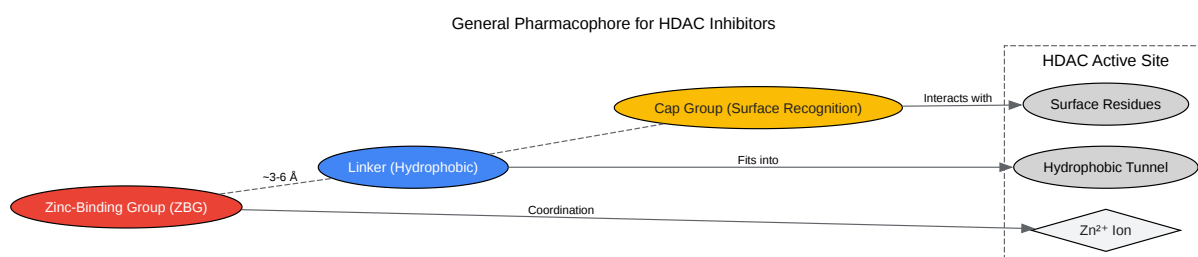 General Pharmacophore for HDAC Inhibitors
HDAC Active Site
Cap Group (Surface Recognition)
Interacts with
Surface Residues
Linker (Hydrophobic)
Fits into
Hydrophobic Tunnel
~3-6 Å
Zinc-Binding Group (ZBG)
Coordination
Zn²⁺ Ion